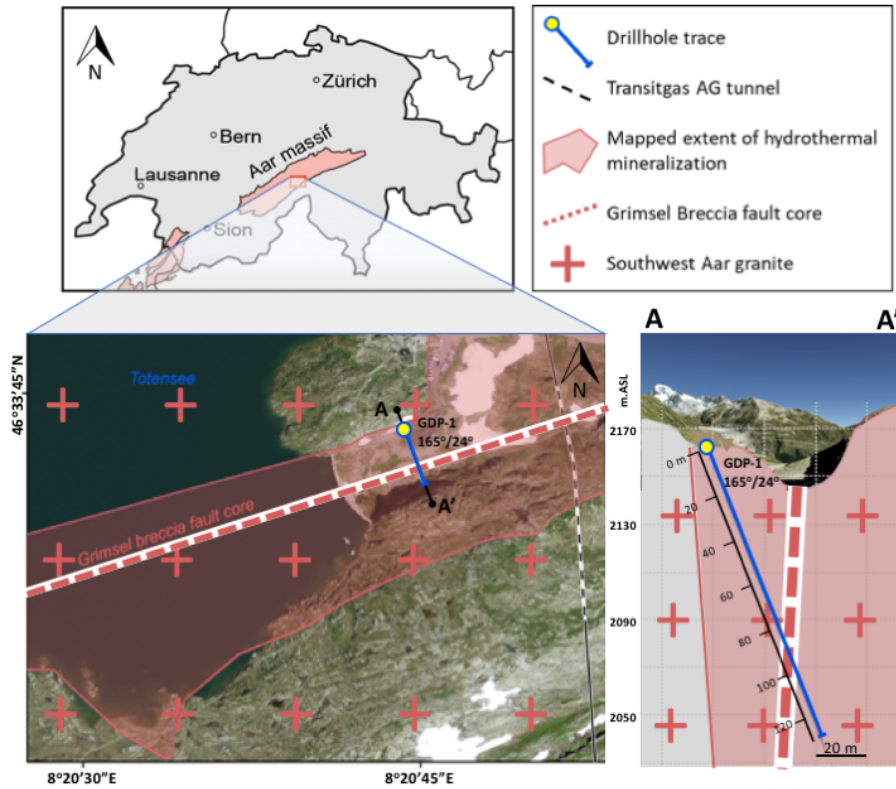 N
Zürich
Bern
Aar massif
Lausanne
Sion
Drillhole trace
Transitgas AG tunnel
Mapped extent of hydrothermal
mineralization
Grimsel Breccia fault core
Southwest Aar granite
46°33'45"N
Totensee
N
A
GDP-1
165°/24°
A'
Grimsel breccia fault core
8°20'30"E
8°20'45"E
A
A'
m.ASL
2170
2130
2090
2050
GDP-1
165°/24°
0 m
20
40
60
80
100
120
20 m